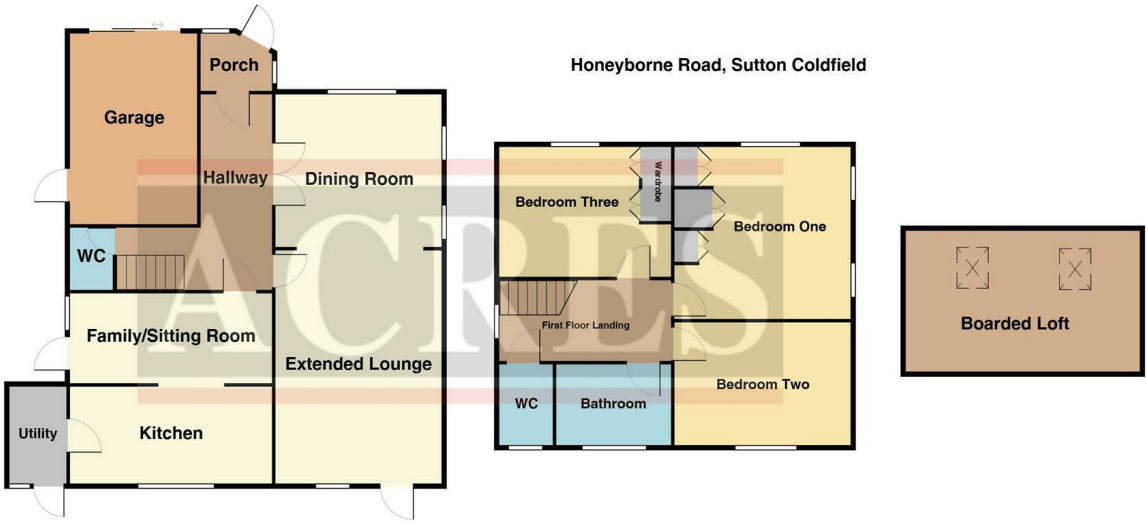 Honeyborne Road, Sutton Coldfield
Porch
Garage
Hallway
Dining Room
WC
Family/Sitting Room
Extended Lounge
Utility
Kitchen
Wardrobe
Bedroom Three
Bedroom One
First Floor Landing
Bedroom Two
WC
Bathroom
Boarded Loft
ACRES